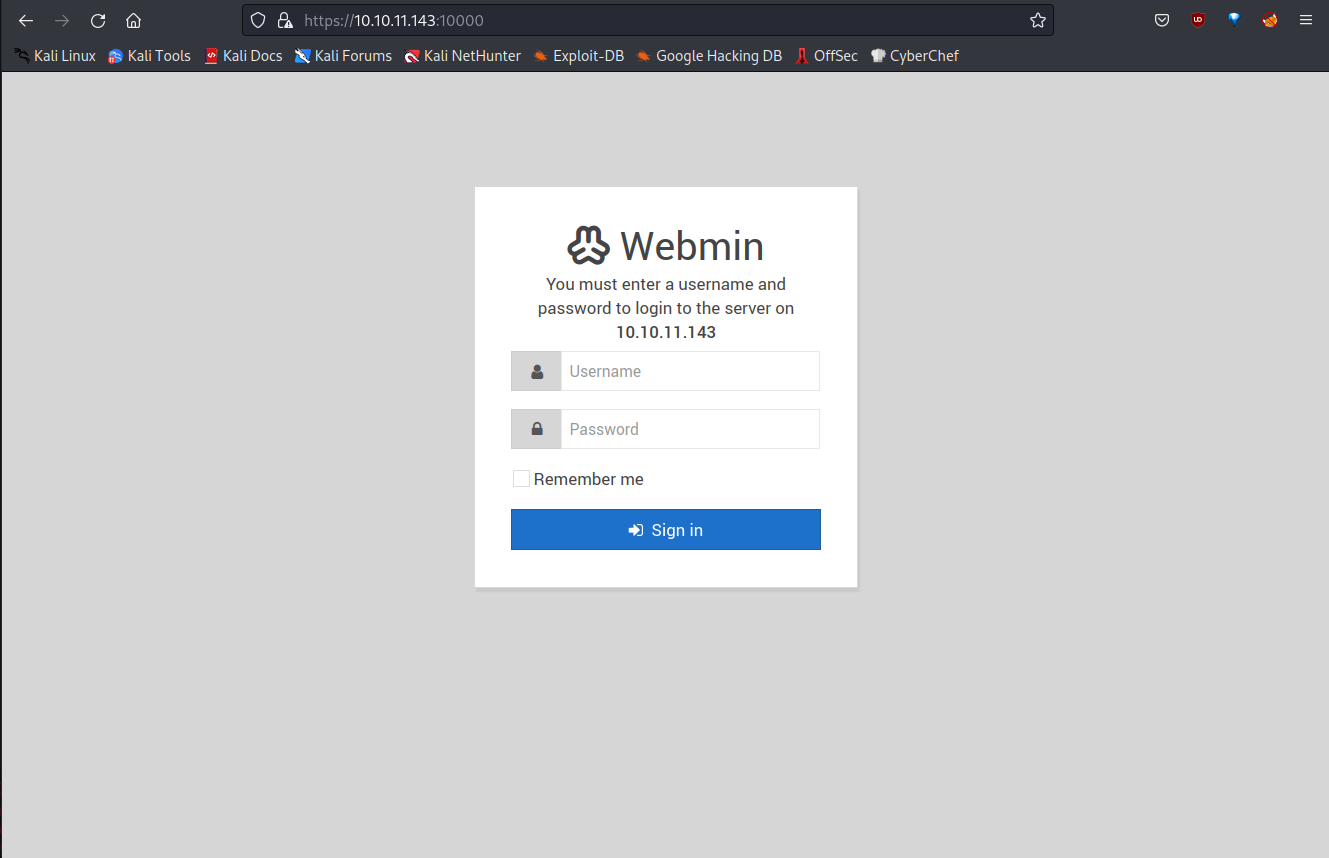 https://10.10.11.143:10000
Kali Linux Kali Tools Kali Docs Kali Forums Kali NetHunter Exploit-DB Google Hacking DB OffSec CyberChef
Webmin
You must enter a username and
password to login to the server on
10.10.11.143
Username
Password
Remember me
Sign in